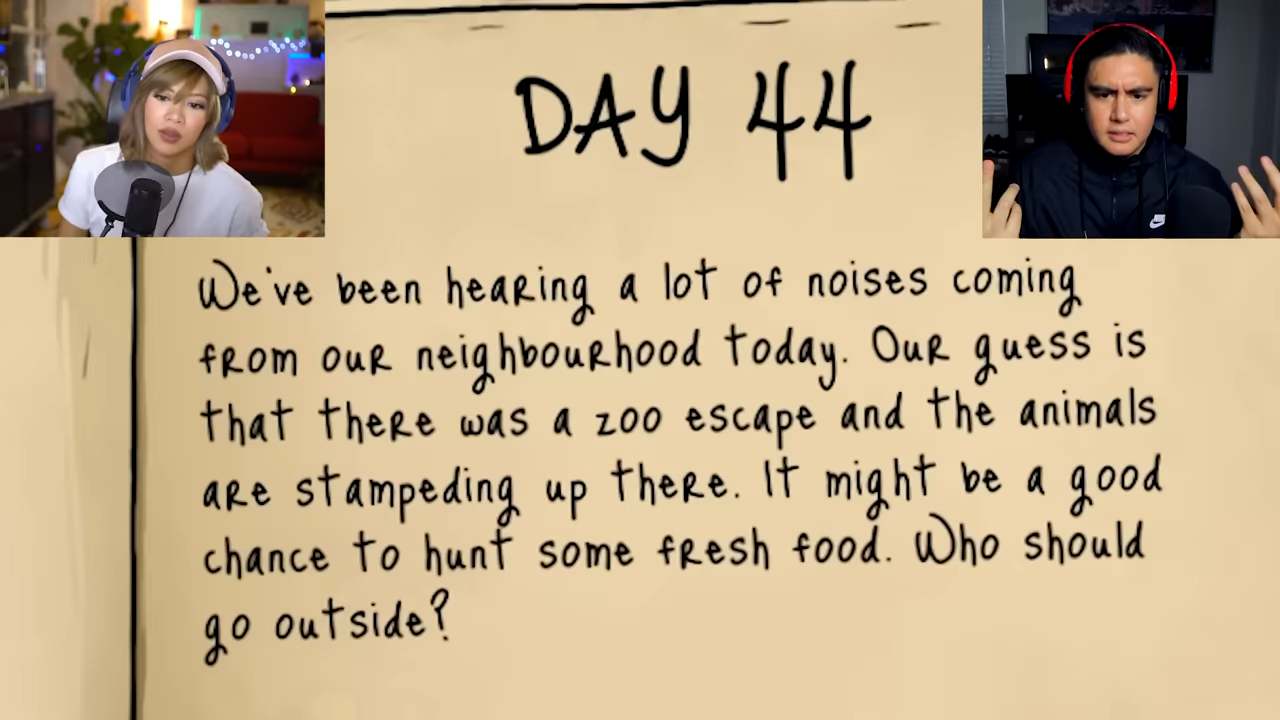 DAY 44
We've been hearing a lot of noises coming
from our neighbourhood today. Our guess is
that there was a zoo escape and the animals
are stampeding up there. It might be a good
chance to hunt some fresh food. Who should
go outside?